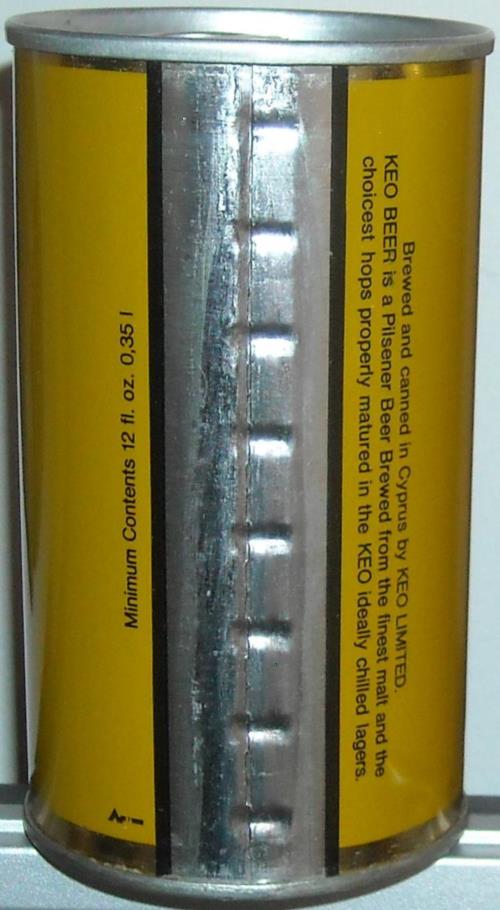 Minimum Contents 12 fl. oz. 0,35 l
Brewed and canned in Cyprus by KEO LIMITED.
KEO BEER is a Pilsener Beer Brewed from the finest malt and the
choicest hops properly matured in the KEO ideally chilled lagers.